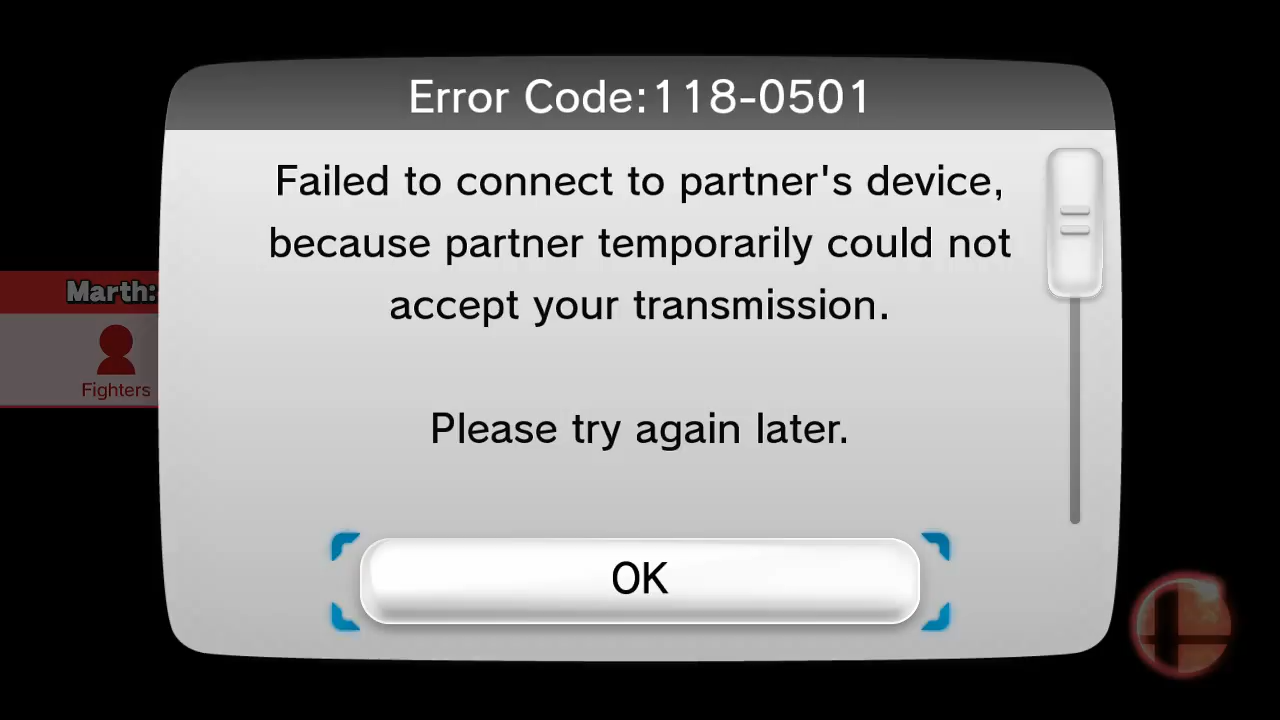 Error Code:118-0501
Failed to connect to partner's device,
because partner temporarily could not
accept your transmission.
Please try again later.
Marth:
Fighters
OK